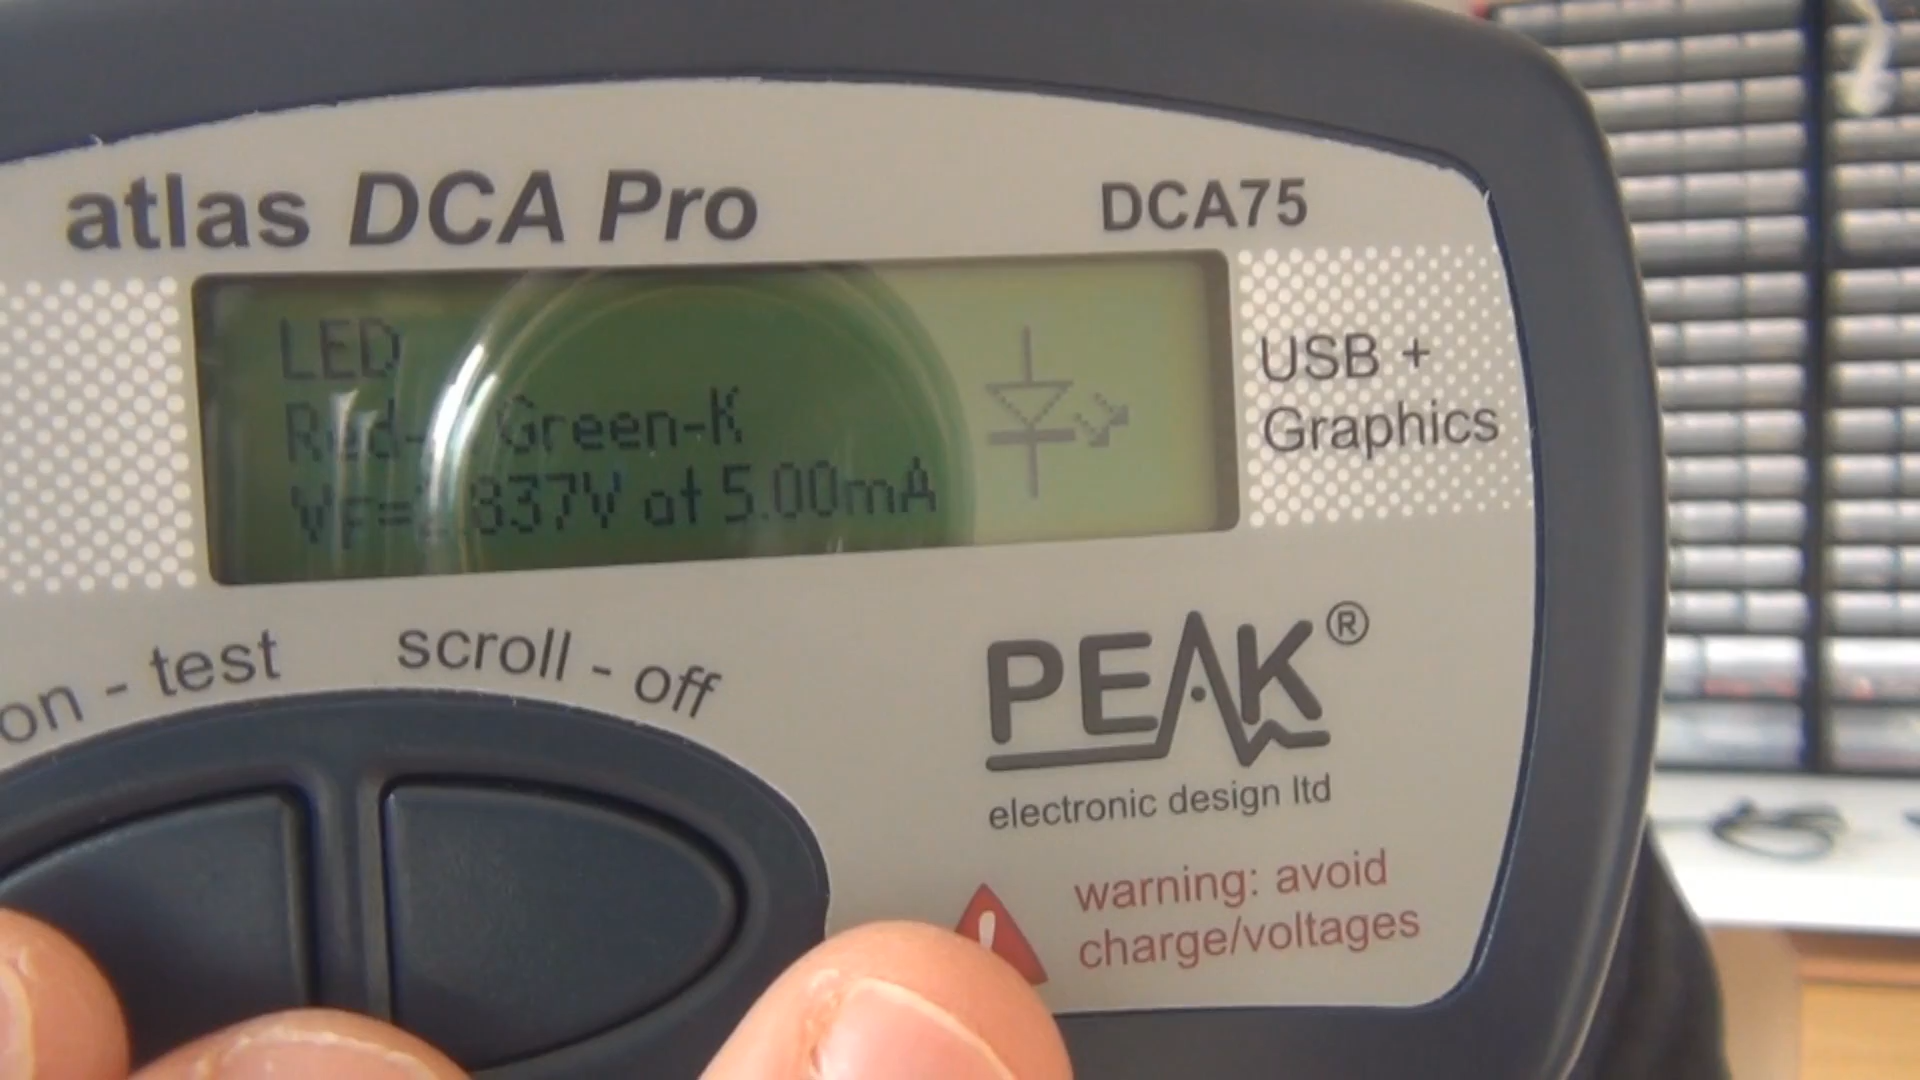 atlas DCA Pro
DCA75
LED
Red- Green-K
at 5.00mA
USB +
Graphics
on - test
scroll - off
PEAK®
electronic design ltd
warning: avoid
charge/voltages